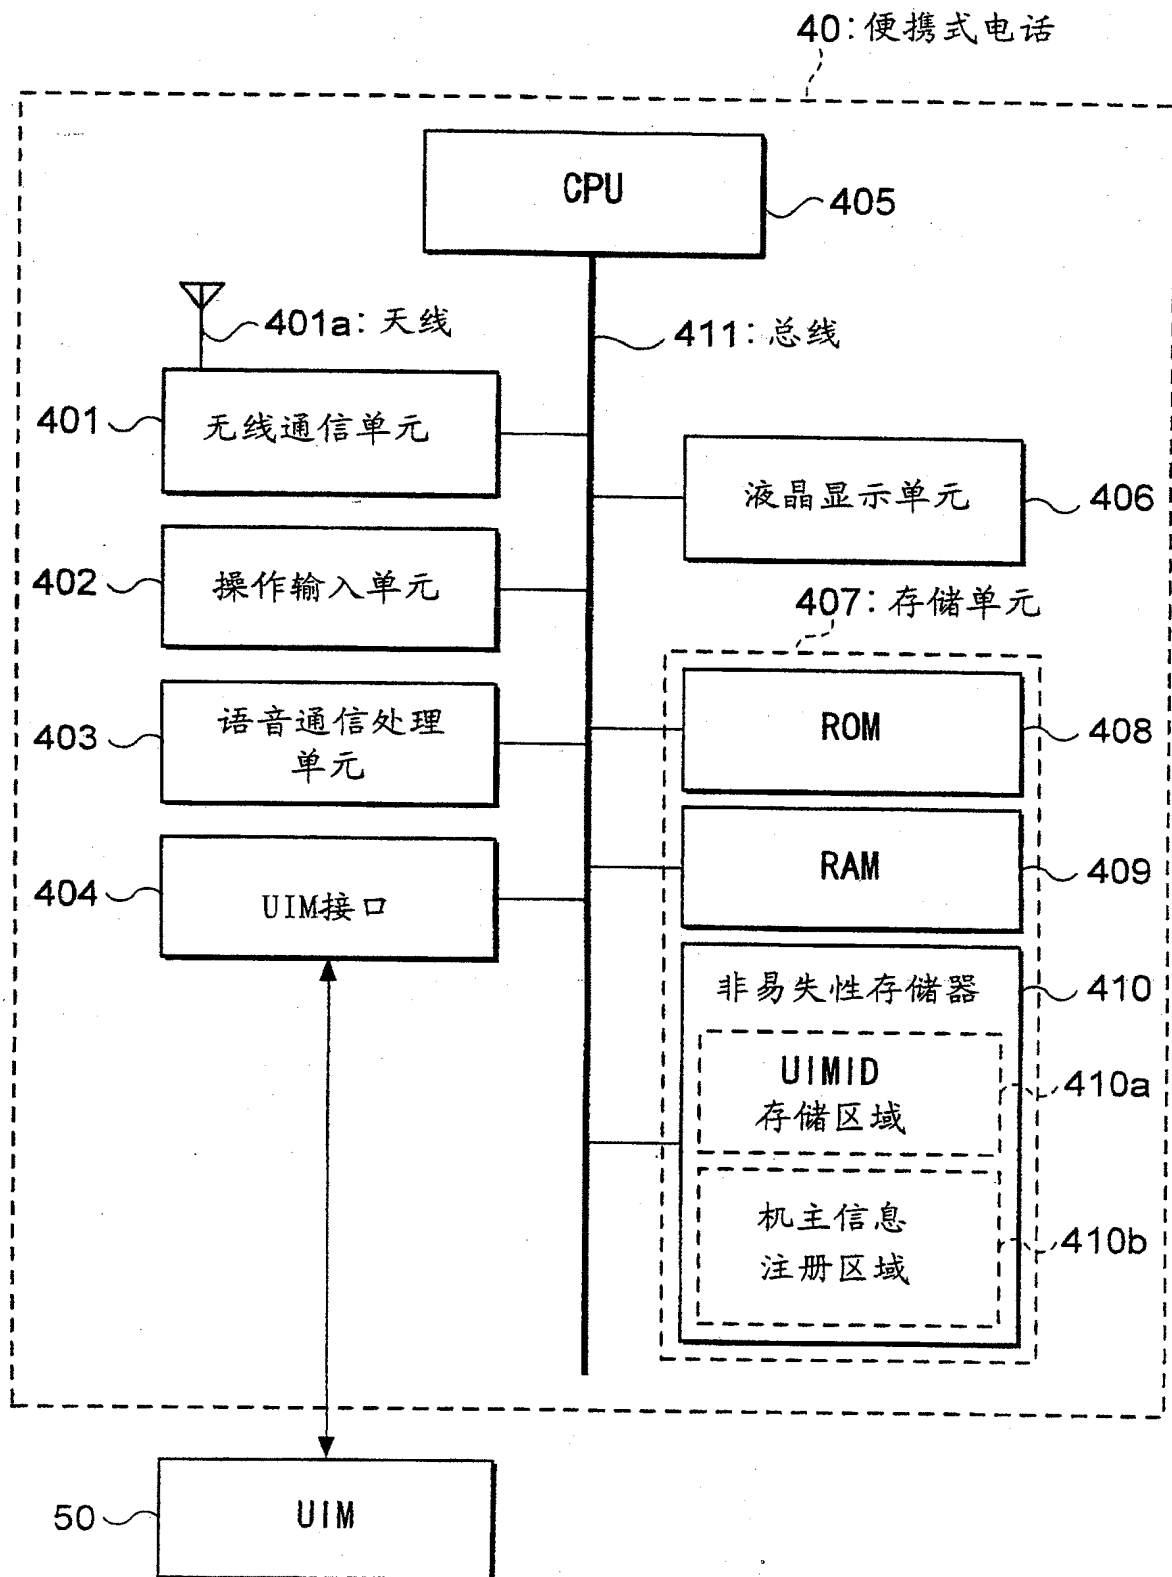 40:便携式电话
CPU
405
401a:天线
411:总线
401
无线通信单元
液晶显示单元
406
402
操作输入单元
407:存储单元
403
语音通信处理
单元
ROM
408
404
UIM接口
RAM
409
非易失性存储器
410
UIMID
存储区域
410a
机主信息
注册区域
410b
50
UIM